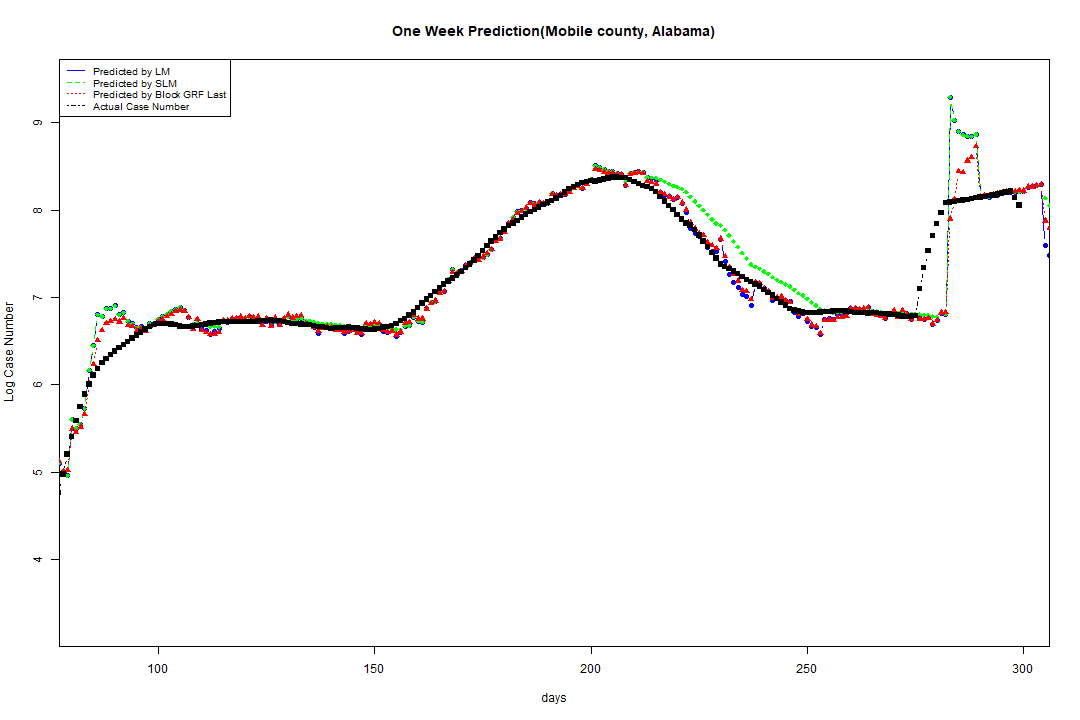 One Week Prediction(Mobile county, Alabama)
Predicted by LM
Predicted by SLM
Predicted by Block GRF Last
Actual Case Number
Log Case Number
9
8
7
6
5
4
100 150 200 250 300
days